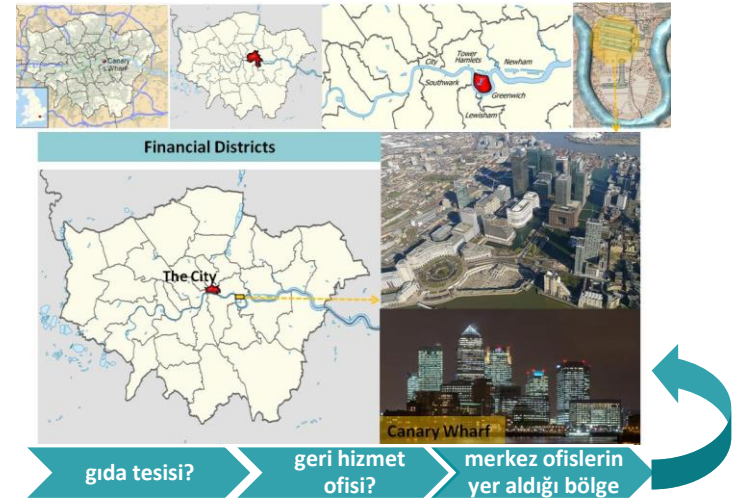 Canary
Wharf
City
Tower
Hamlets
Newham
Southwark
Greenwich
Lewisham
Financial Districts
The City
Canary Wharf
gıda tesisi?
geri hizmet
ofisi?
merkez ofislerin
yer aldığı bölge